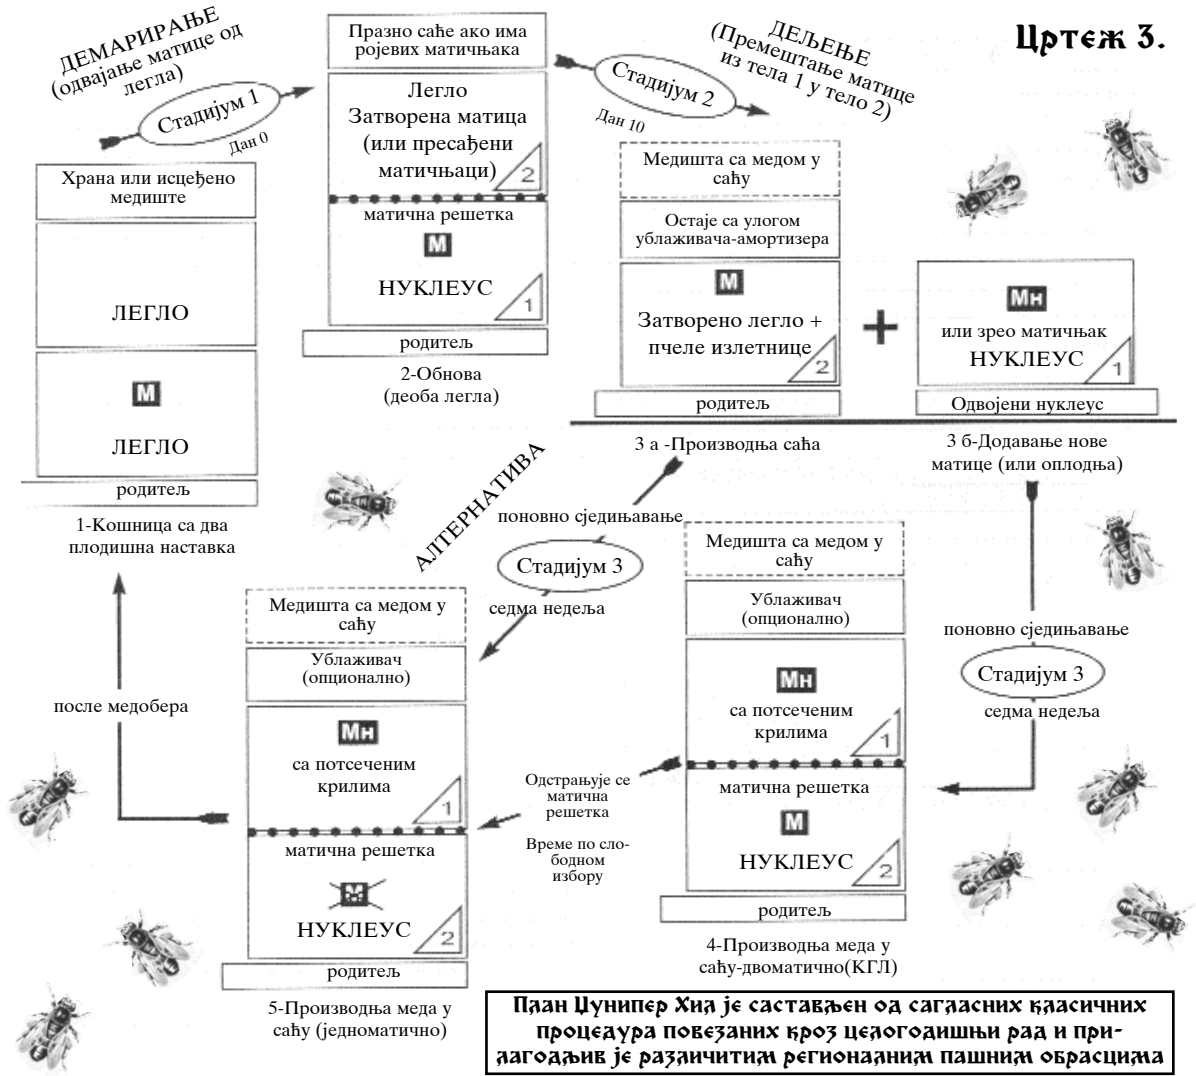 Цртеж 3.
ДЕМАРИРАЊЕ
(одвајање матице од
легла)
Стадијум 1
Дан 0
Храна или исцеђено
медиште
ЛЕГЛО
М
ЛЕГЛО
родитељ
1-Кошница са два
плодишна наставка
Празно саће ако има
ројевих матичњака
Легло
Затворена матица
(или пресађени
матичњаци)
2
матична решетка
М
НУКЛЕУС
1
родитељ
2-Обнова
(деоба легла)
Стадијум 2
Дан 10
ДЕЉЕЊЕ
(Премештање матице
из тела 1 у тело 2)
Медишта са медом у
саћу
Остаје са улогом
ублаживача-амортизера
М
Затворено легло +
пчеле излетнице
2
родитељ
3 а -Производња саћа
+
Мн
или зрео матичњак
НУКЛЕУС
1
Одвојени нуклеус
3 б-Додавање нове
матице (или оплодња)
АЛТЕРНАТИВА
поновно сједињавање
Стадијум 3
седма недеља
поновно сједињавање
Стадијум 3
седма недеља
Медишта са медом у
саћу
Ублаживач
(опционално)
Мн
са потсеченим
крилима
1
матична решетка
М
НУКЛЕУС
2
родитељ
4-Производња меда у
саћу-двоматично(КГЛ)
Одстрањује се
матична
решетка
Време по сло-
бодном
избору
Медишта са медом у
саћу
Ублаживач
(опционално)
Мн
са потсеченим
крилима
1
матична решетка
М
НУКЛЕУС
2
родитељ
5-Производња меда у
саћу (једноматично)
после медобера
План Џунипер Хил је састављен од сагласних класичних
процедура повезаних кроз целогодишњи рад и при-
лагодљив је различитим регионалним пашним обрасцима